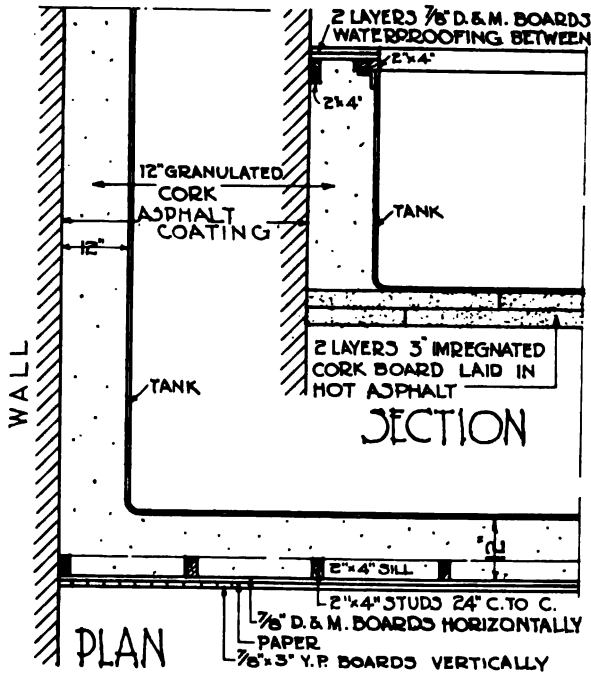 2 LAYERS 7/8" D. & M. BOARDS
WATERPROOFING BETWEEN
2"x4"
2"x4"
12" GRANULATED
CORK
ASPHALT
COATING
TANK
12"
2 LAYERS 3" IMREGNATED
CORK BOARD LAID IN
HOT ASPHALT
WALL
TANK
SECTION
12"
2"x4" SILL
2"x4" STUDS 24" C. TO C.
7/8" D. & M. BOARDS HORIZONTALLY
PAPER
7/8"x3" Y.P. BOARDS VERTICALLY
PLAN